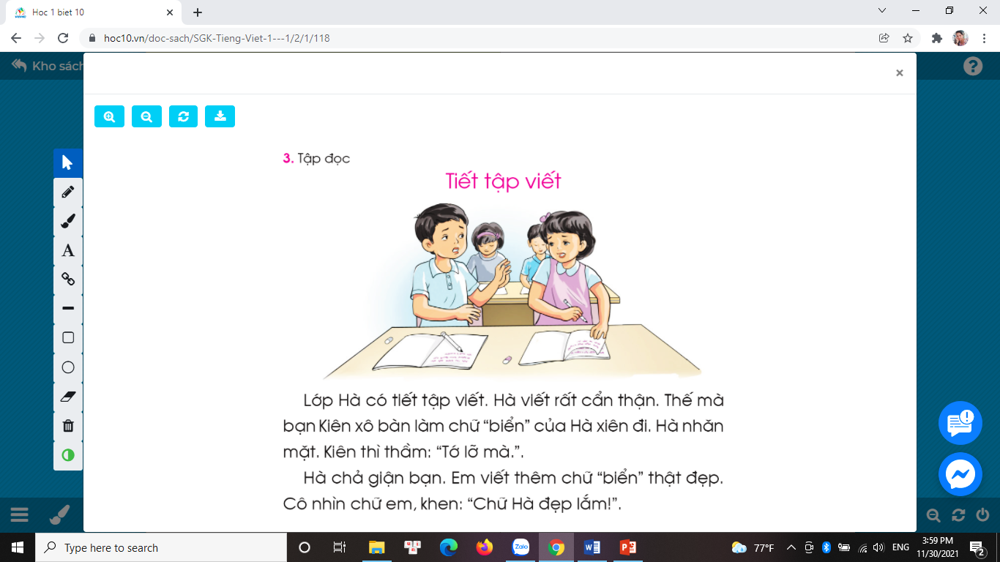 Hoc 1 biet 10
hoc10.vn/doc-sach/SGK-Tieng-Viet-1---1/2/1/118
Kho sách
3. Tập đọc
Tiết tập viết
Lớp Hà có tiết tập viết. Hà viết rất cẩn thận. Thế mà
bạn Kiên xô bàn làm chữ “biển” của Hà xiên đi. Hà nhăn
mặt. Kiên thì thầm: “Tớ lỡ mà.”.
Hà chả giận bạn. Em viết thêm chữ “biển” thật đẹp.
Cô nhìn chữ em, khen: “Chữ Hà đẹp lắm!”.
Type here to search
Zalo
77°F
ENG
3:59 PM
11/30/2021
2